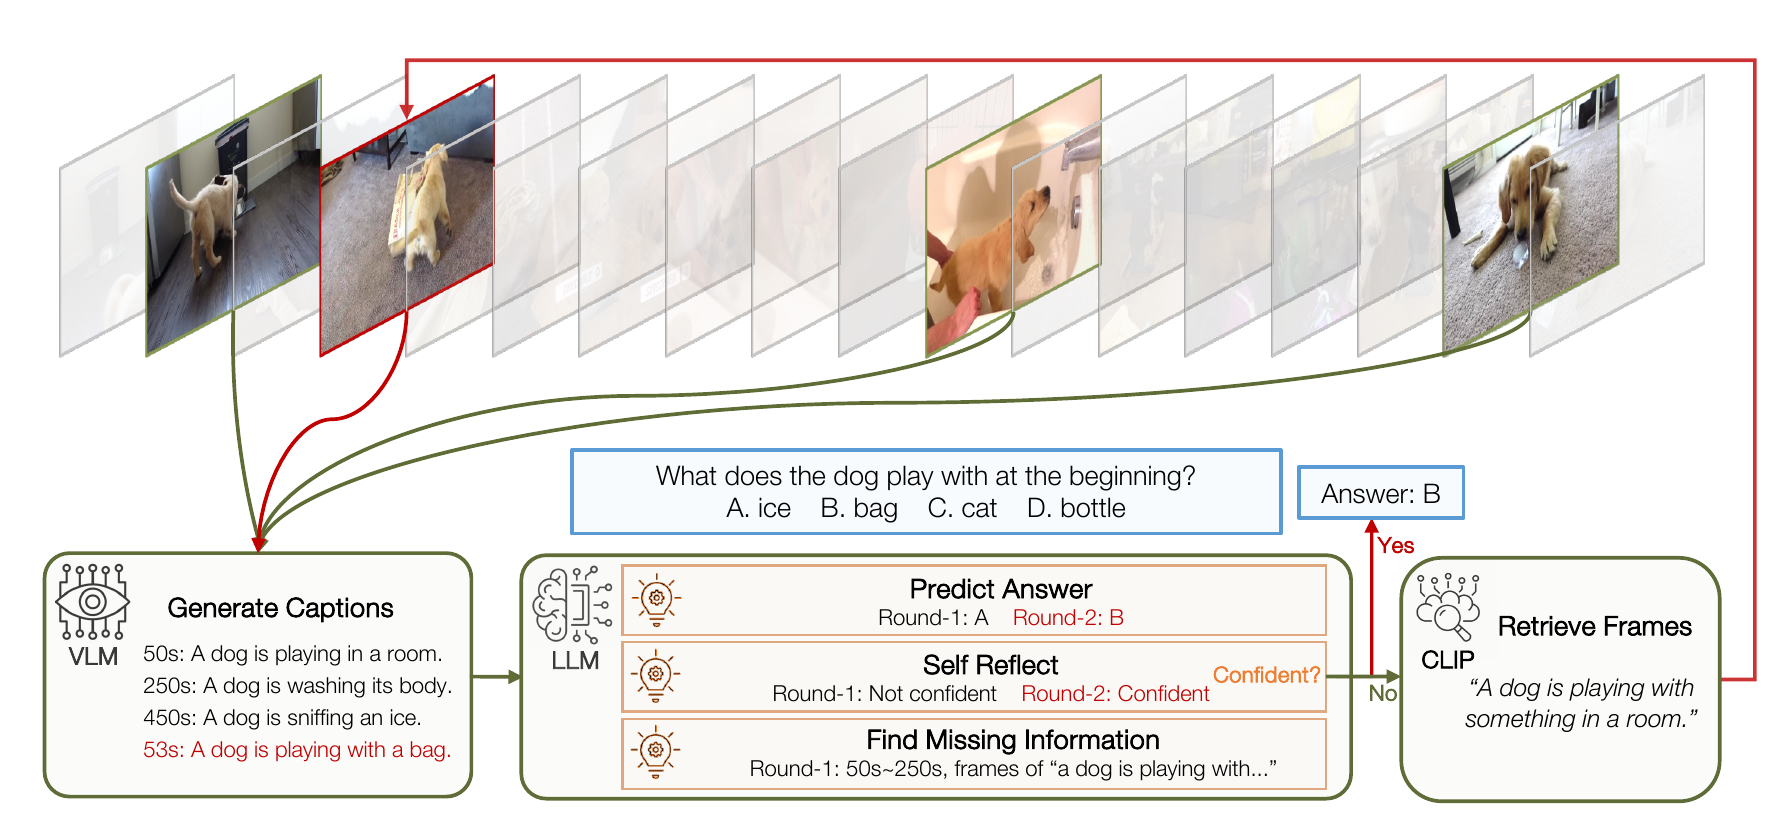 What does the dog play with at the beginning?
A. ice B. bag C. cat D. bottle
Answer: B
Yes
VLM
Generate Captions
50s: A dog is playing in a room.
250s: A dog is washing its body.
450s: A dog is sniffing an ice.
53s: A dog is playing with a bag.
LLM
Predict Answer
Round-1: A Round-2: B
Self Reflect
Round-1: Not confident Round-2: Confident
Confident?
Find Missing Information
Round-1: 50s~250s, frames of “a dog is playing with...”
No
CLIP
Retrieve Frames
“A dog is playing with
something in a room.”